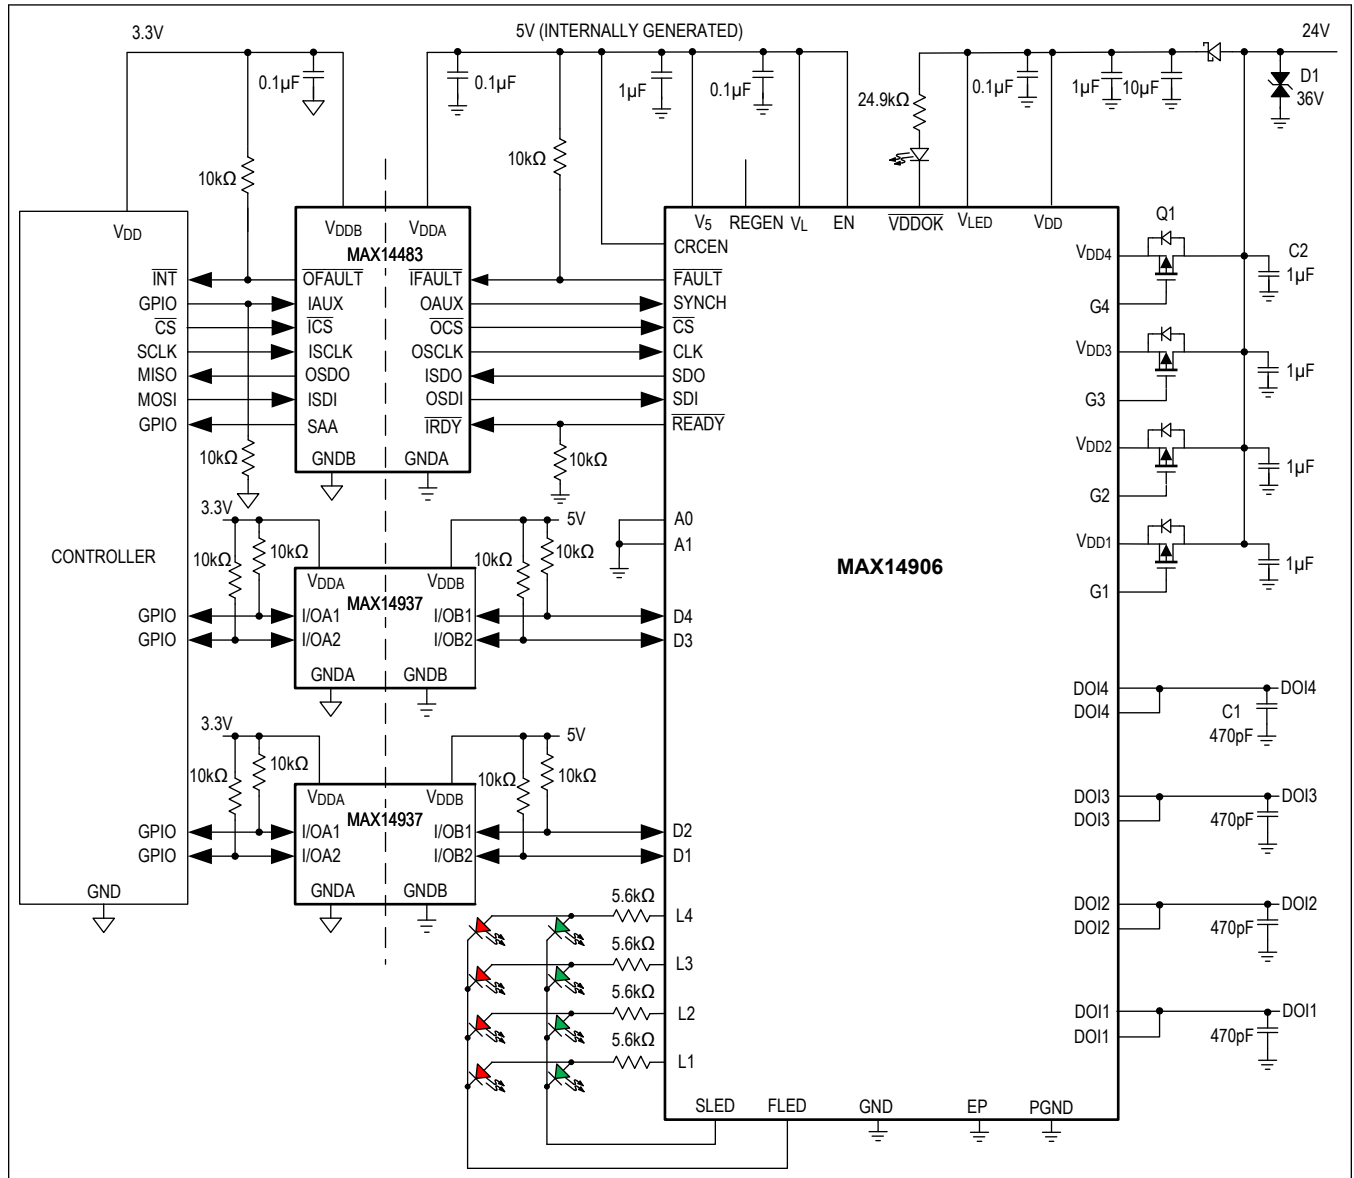 3.3V
5V (INTERNALLY GENERATED)
24V
0.1µF
0.1µF
1µF
0.1µF
24.9kΩ
0.1µF
1µF
10µF
D1
36V
10kΩ
10kΩ
VDD
VDDB
VDDA
MAX14483
V5
REGEN
VL
EN
VDDOK
VLED
VDD
CRCEN
Q1
VDD4
C2
1µF
INT
OFAULT
IFAULT
FAULT
GPIO
IAUX
OAUX
SYNCH
G4
CS
ICS
OCS
CS
SCLK
ISCLK
OSCLK
CLK
VDD3
1µF
MISO
OSDO
ISDO
SDO
MOSI
ISDI
OSDI
SDI
G3
GPIO
SAA
IRDY
READY
GNDB
GNDA
10kΩ
10kΩ
VDD2
1µF
G2
3.3V
5V
A0
A1
10kΩ
10kΩ
10kΩ
10kΩ
VDD1
1µF
CONTROLLER
MAX14906
VDDA
VDDB
MAX14937
G1
GPIO
I/OA1
I/OB1
D4
GPIO
I/OA2
I/OB2
D3
GNDA
GNDB
DOI4
DOI4
DOI4
C1
470pF
3.3V
5V
10kΩ
10kΩ
10kΩ
10kΩ
VDDA
VDDB
MAX14937
DOI3
DOI3
DOI3
470pF
GPIO
I/OA1
I/OB1
D2
GPIO
I/OA2
I/OB2
D1
GND
GNDA
GNDB
5.6kΩ
L4
DOI2
DOI2
DOI2
470pF
5.6kΩ
L3
5.6kΩ
L2
DOI1
DOI1
DOI1
470pF
5.6kΩ
L1
SLED
FLED
GND
EP
PGND